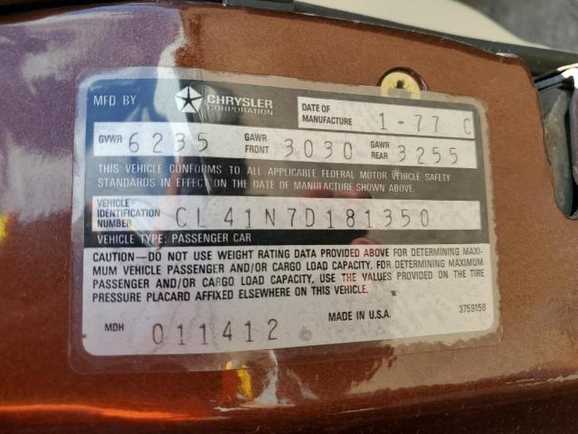 MFD BY CHRYSLER CORPORATION DATE OF MANUFACTURE 1-77 C
GVWR 6235 GAWR FRONT 3030 GAWR REAR 3255
THIS VEHICLE CONFORMS TO ALL APPLICABLE FEDERAL MOTOR VEHICLE SAFETY
STANDARDS IN EFFECT ON THE DATE OF MANUFACTURE SHOWN ABOVE.
VEHICLE IDENTIFICATION NUMBER CL41N7D181350
VEHICLE TYPE: PASSENGER CAR
CAUTION—DO NOT USE WEIGHT RATING DATA PROVIDED ABOVE FOR DETERMINING MAXI-
MUM VEHICLE PASSENGER AND/OR CARGO LOAD CAPACITY. FOR DETERMINING MAXIMUM
PASSENGER AND/OR CARGO LOAD CAPACITY, USE THE VALUES PROVIDED ON THE TIRE
PRESSURE PLACARD AFFIXED ELSEWHERE ON THIS VEHICLE.
MDH 011412 MADE IN U.S.A. 3759158